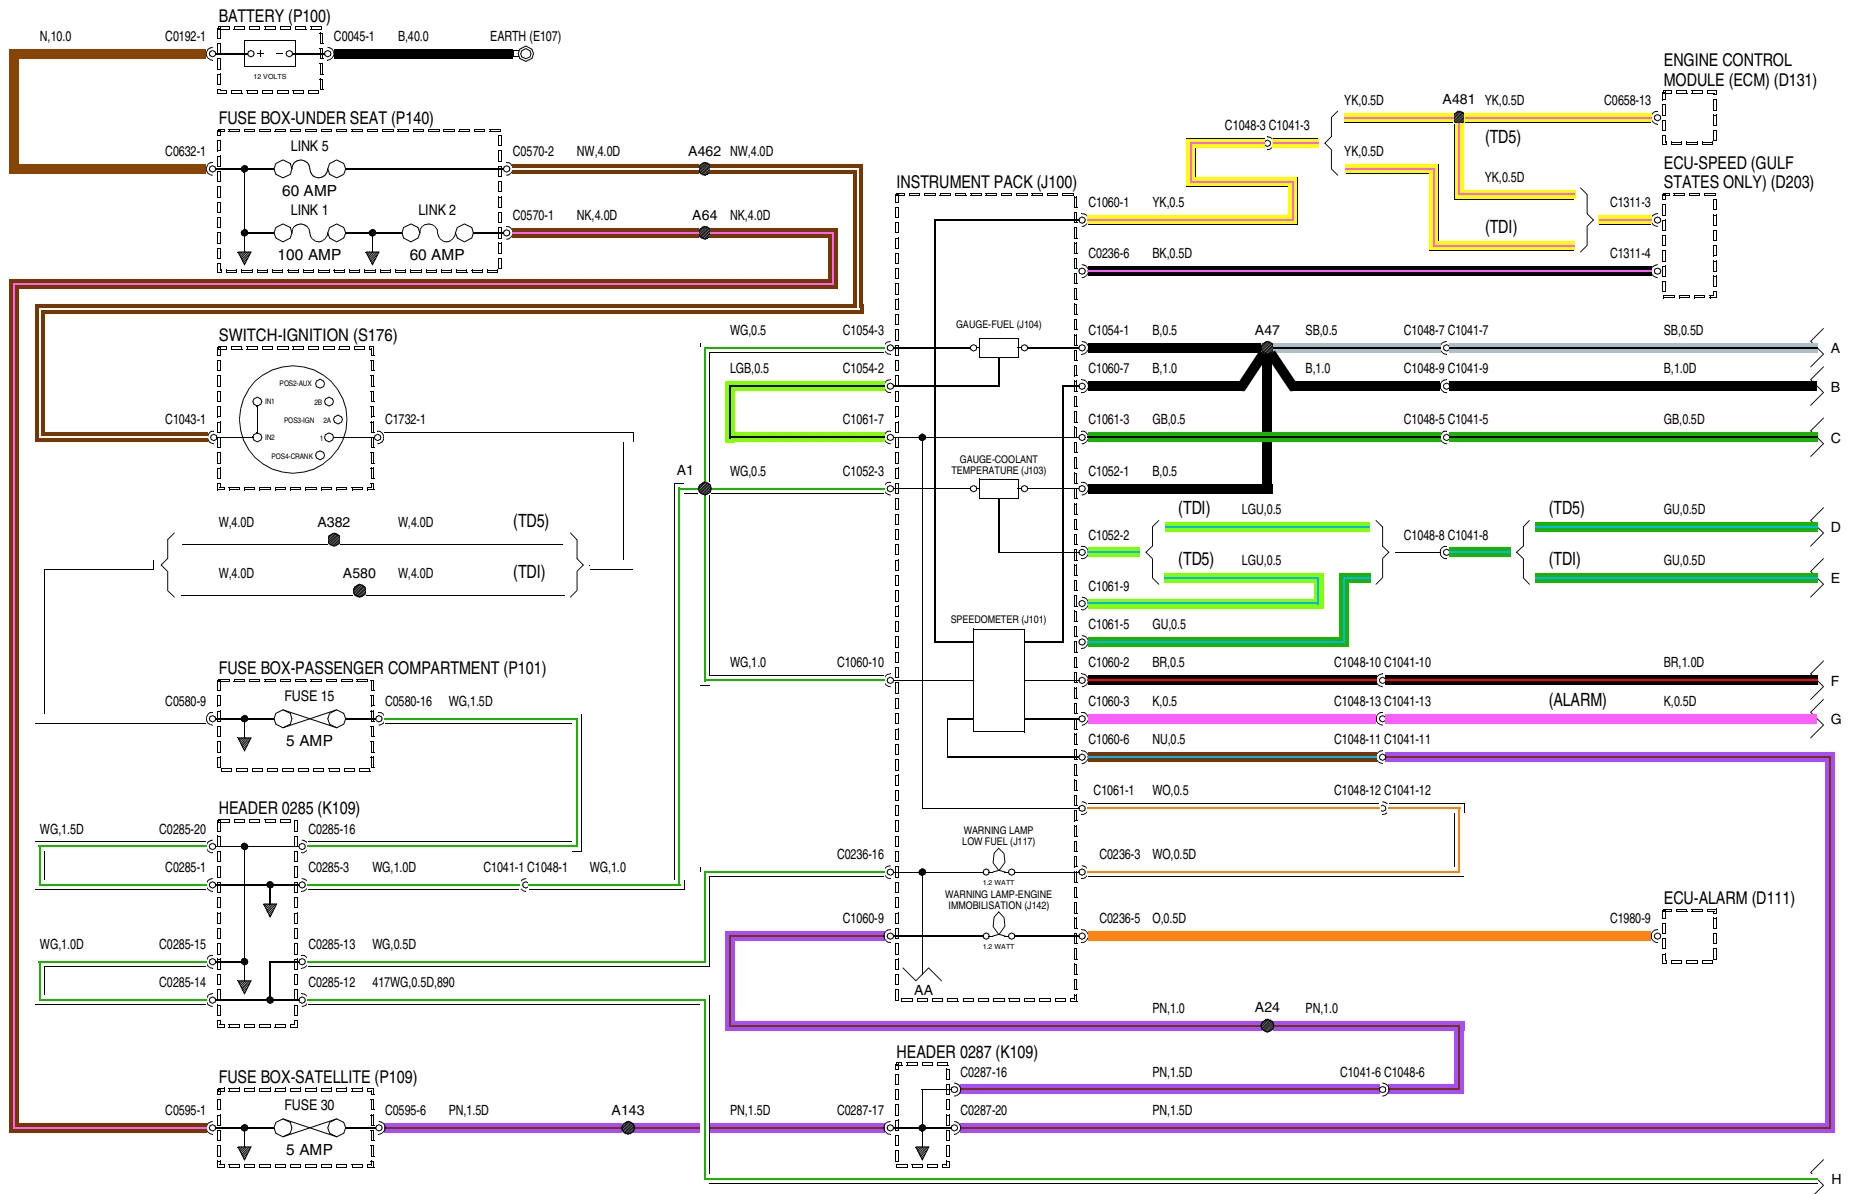 BATTERY (P100)
N,10.0
C0192-1
C0045-1
B,40.0
EARTH (E107)
+ -
12 VOLTS
FUSE BOX-UNDER SEAT (P140)
C0632-1
LINK 5
60 AMP
C0570-2
NW,4.0D
A462
NW,4.0D
LINK 1
100 AMP
LINK 2
60 AMP
C0570-1
NK,4.0D
A64
NK,4.0D
SWITCH-IGNITION (S176)
POS2-AUX
IN1
2B
POS3-IGN
2A
IN2
1
POS4-CRANK
C1043-1
C1732-1
W,4.0D
A382
W,4.0D
(TD5)
W,4.0D
A580
W,4.0D
(TDI)
FUSE BOX-PASSENGER COMPARTMENT (P101)
C0580-9
FUSE 15
5 AMP
C0580-16
WG,1.5D
HEADER 0285 (K109)
WG,1.5D
C0285-20
C0285-16
C0285-1
C0285-3
WG,1.0D
C1041-1 C1048-1
WG,1.0
WG,1.0D
C0285-15
C0285-13
WG,0.5D
C0285-14
C0285-12
417WG,0.5D,890
FUSE BOX-SATELLITE (P109)
C0595-1
FUSE 30
5 AMP
C0595-6
PN,1.5D
A143
PN,1.5D
C0287-17
A1
WG,0.5
C1054-3
LGB,0.5
C1054-2
C1061-7
WG,0.5
C1052-3
WG,1.0
C1060-10
C0236-16
C1060-9
INSTRUMENT PACK (J100)
GAUGE-FUEL (J104)
GAUGE-COOLANT
TEMPERATURE (J103)
SPEEDOMETER (J101)
WARNING LAMP
LOW FUEL (J117)
1.2 WATT
WARNING LAMP-ENGINE
IMMOBILISATION (J142)
1.2 WATT
AA
C1060-1
YK,0.5
C1048-3 C1041-3
YK,0.5D
A481
YK,0.5D
C0658-13
(TD5)
YK,0.5D
YK,0.5D
(TDI)
C1311-3
C0236-6
BK,0.5D
C1311-4
ENGINE CONTROL
MODULE (ECM) (D131)
ECU-SPEED (GULF
STATES ONLY) (D203)
C1054-1
B,0.5
A47
SB,0.5
C1048-7 C1041-7
SB,0.5D
A
C1060-7
B,1.0
B,1.0
C1048-9 C1041-9
B,1.0D
B
C1061-3
GB,0.5
C1048-5 C1041-5
GB,0.5D
C
C1052-1
B,0.5
C1052-2
(TDI)
LGU,0.5
(TD5)
LGU,0.5
C1048-8 C1041-8
(TD5)
GU,0.5D
D
(TDI)
GU,0.5D
E
C1061-9
C1061-5
GU,0.5
C1060-2
BR,0.5
C1048-10 C1041-10
BR,1.0D
F
C1060-3
K,0.5
C1048-13 C1041-13
(ALARM)
K,0.5D
G
C1060-6
NU,0.5
C1048-11 C1041-11
C1061-1
WO,0.5
C1048-12 C1041-12
C0236-3
WO,0.5D
C0236-5
O,0.5D
C1980-9
ECU-ALARM (D111)
PN,1.0
A24
PN,1.0
HEADER 0287 (K109)
C0287-16
PN,1.5D
C1041-6 C1048-6
C0287-20
PN,1.5D
H